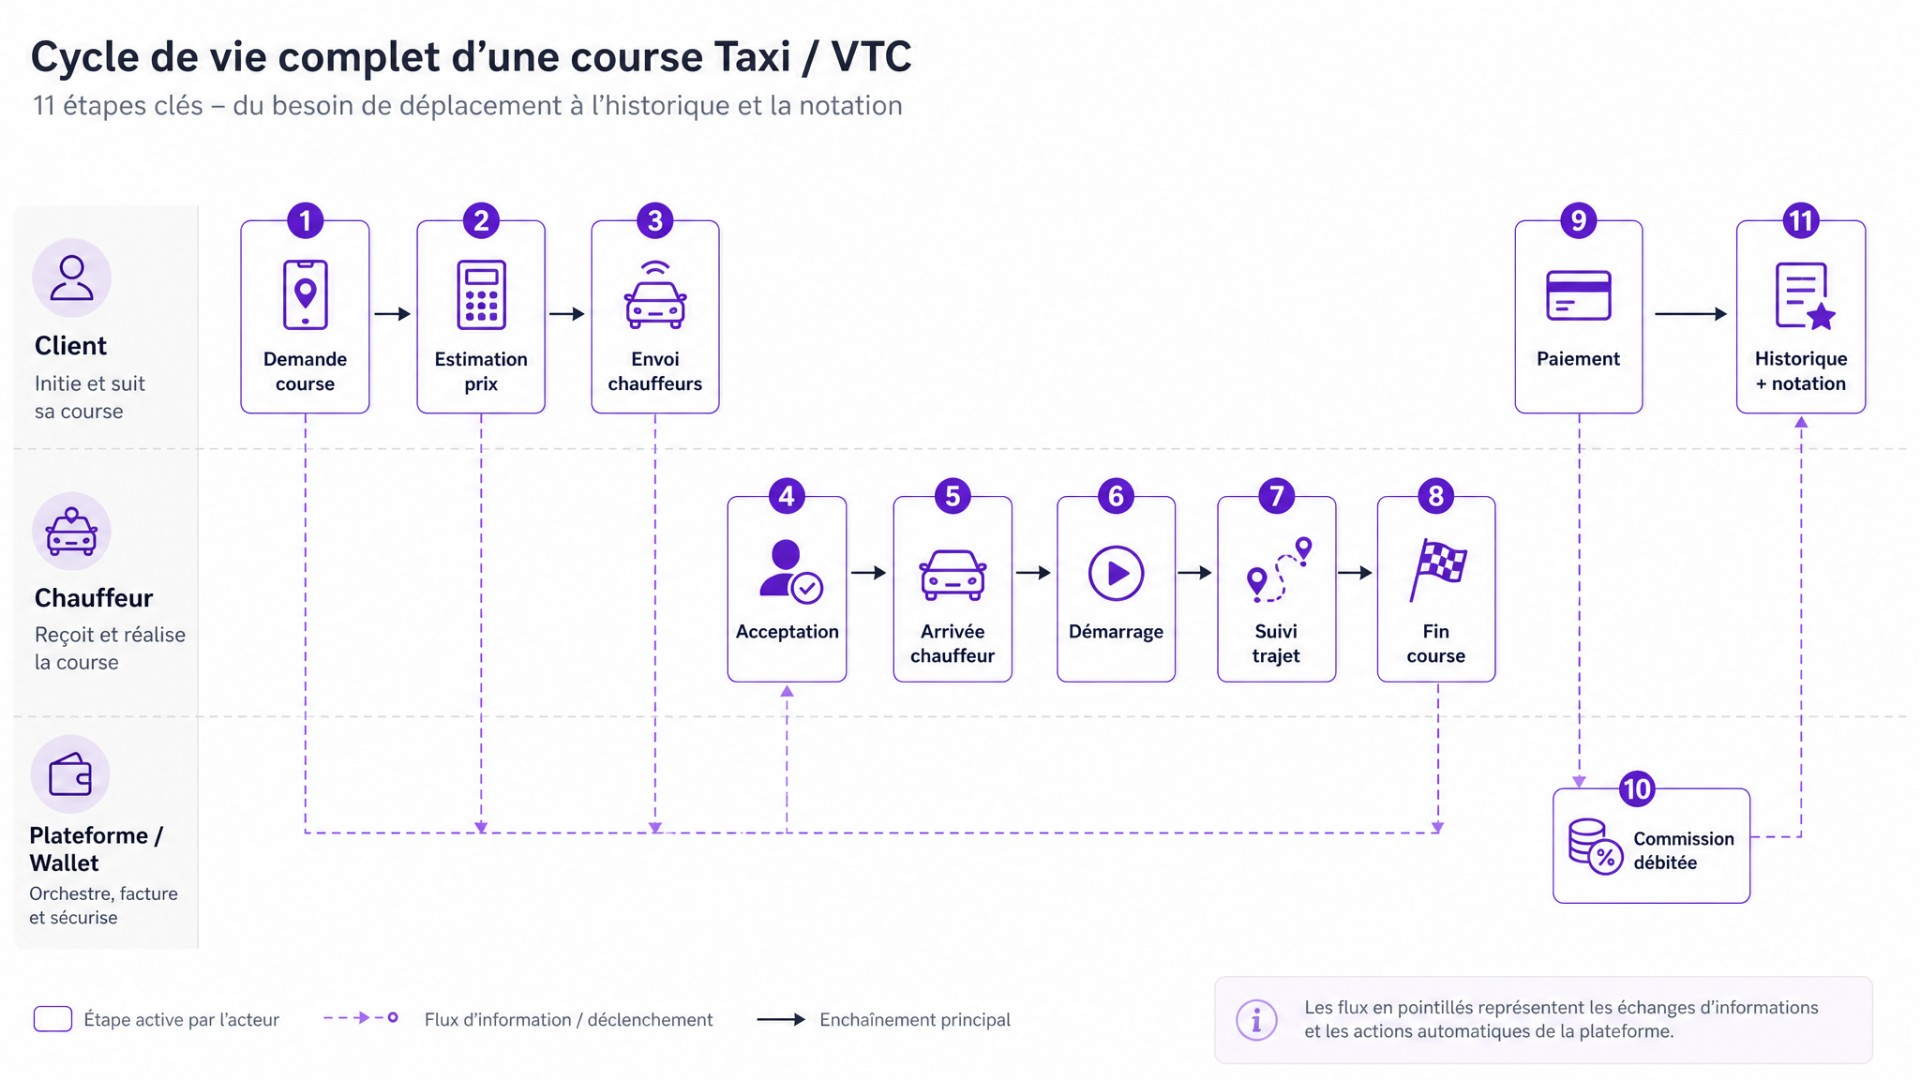 Cycle de vie complet d’une course Taxi / VTC
11 étapes clés – du besoin de déplacement à l’historique et la notation
1
2
3
9
11
Demande
course
Estimation
prix
Envoi
chauffeurs
Paiement
Historique
+ notation
Client
Initie et suit
sa course
4
5
6
7
8
Acceptation
Arrivée
chauffeur
Démarrage
Suivi
trajet
Fin
course
Chauffeur
Reçoit et réalise
la course
10
%
Commission
débitée
Plateforme /
Wallet
Orchestre, facture
et sécurise
Étape active par l’acteur
Flux d’information / déclenchement
Enchaînement principal
i
Les flux en pointillés représentent les échanges d’informations
et les actions automatiques de la plateforme.